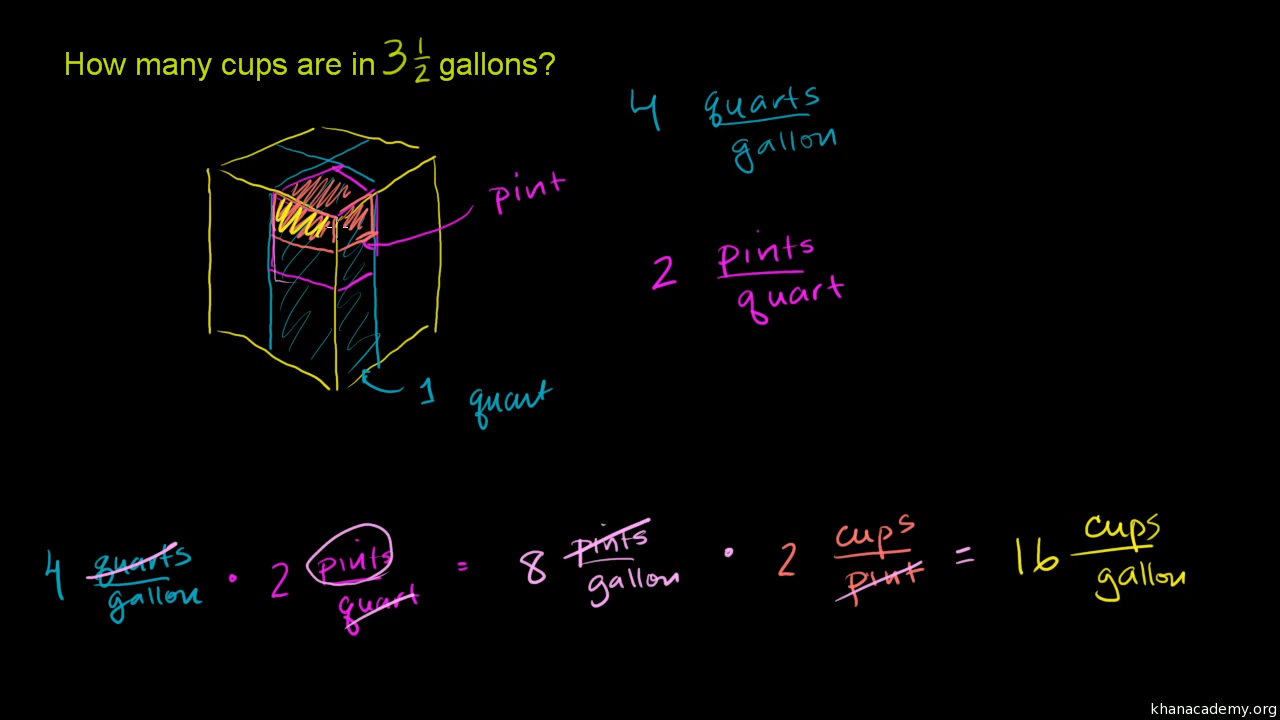 How many cups are in 3 1/2 gallons?
4 quarts/gallon
pint
2 pints/quart
1 quart
4 quarts/gallon · 2 pints/quart = 8 pints/gallon · 2 cups/pint = 16 cups/gallon
khanacademy.org